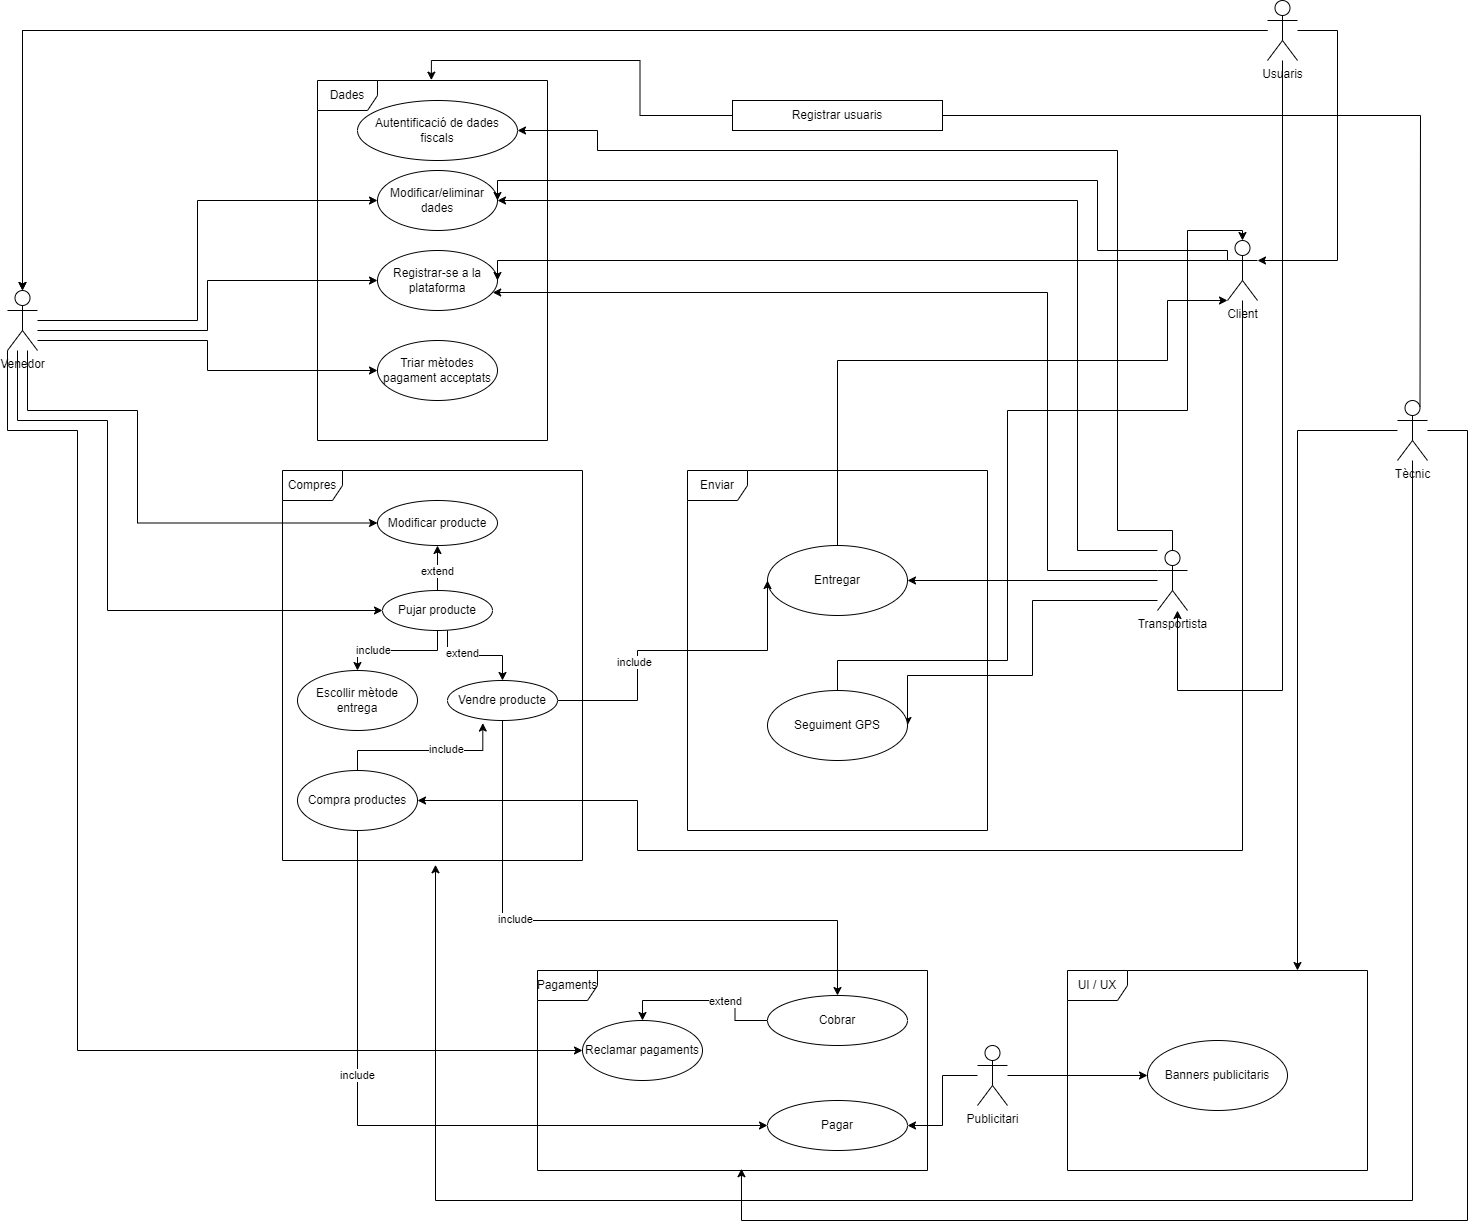 Usuaris
Dades
Registrar usuaris
Autentificació de dades
fiscals
Modificar/eliminar
dades
Registrar-se a la
plataforma
Client
Venedor
Triar mètodes
pagament acceptats
Tècnic
Compres
Enviar
Modificar producte
extend
Entregar
Pujar producte
Transportista
include
extend
include
Escollir mètode
entrega
Vendre producte
Seguiment GPS
include
Compra productes
include
Pagaments
UI / UX
extend
Cobrar
Reclamar pagaments
include
Banners publicitaris
Publicitari
Pagar